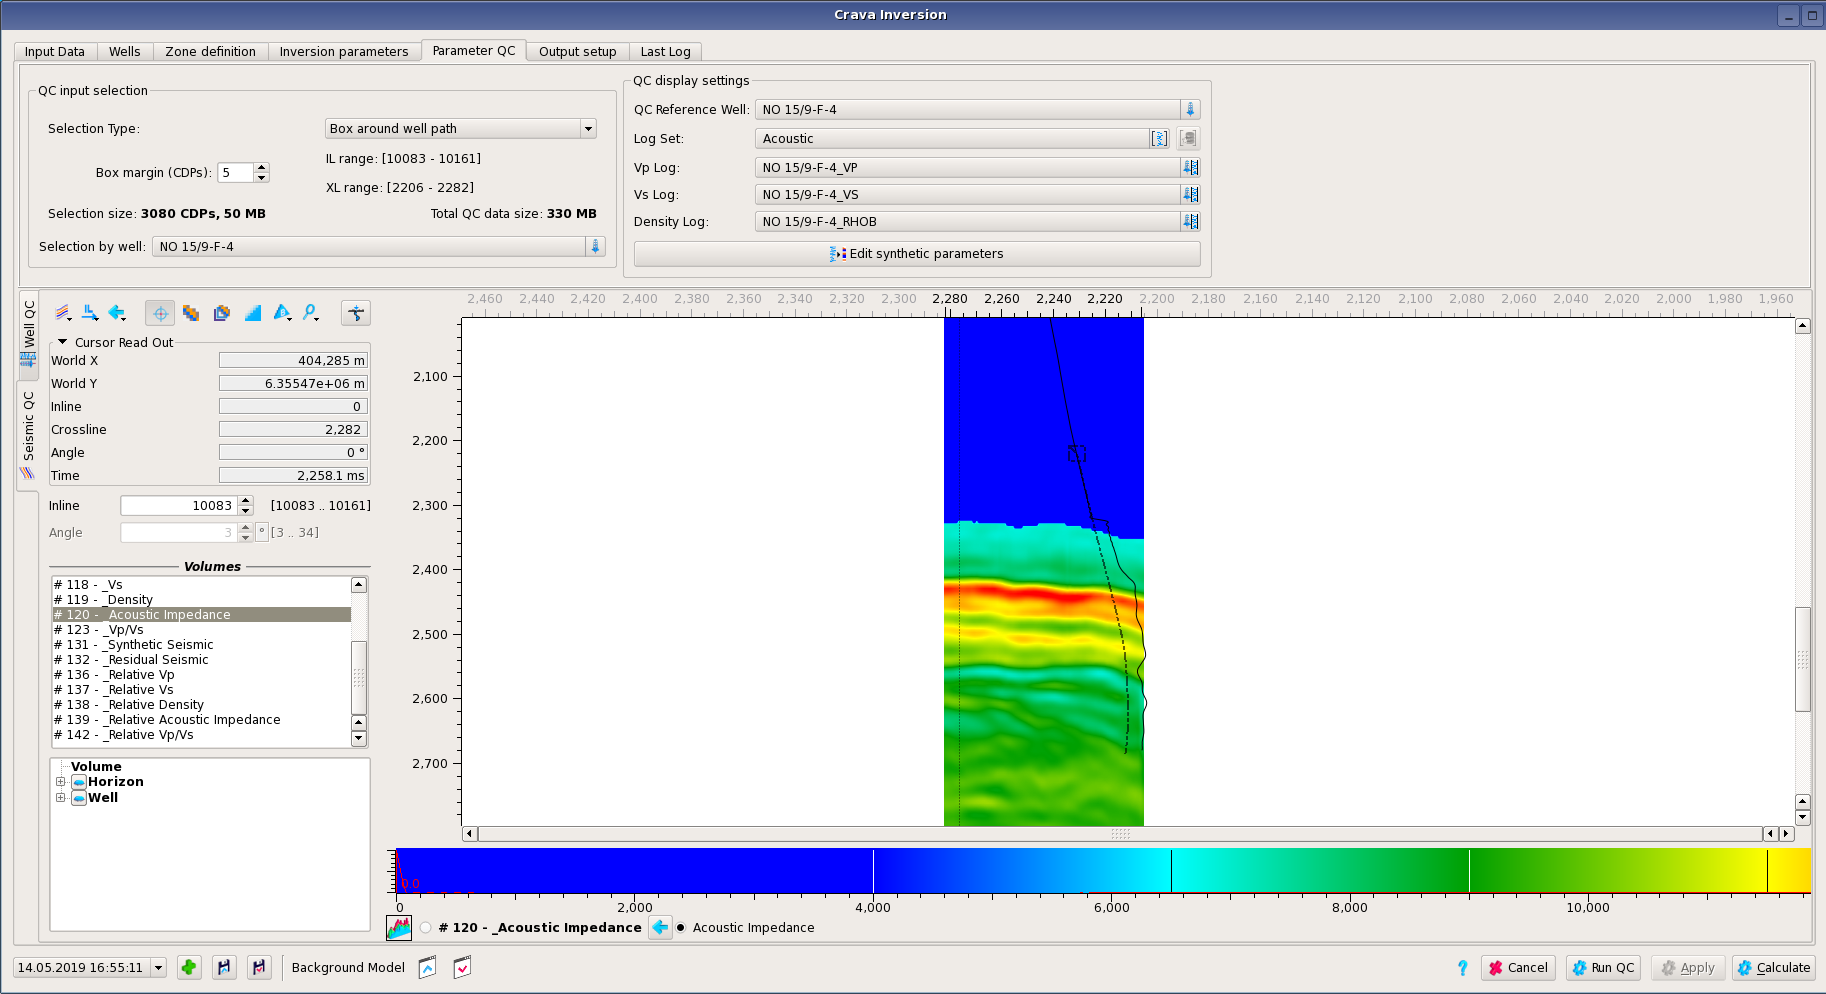 Crava Inversion
Input Data Wells Zone definition Inversion parameters Parameter QC Output setup Last Log
QC input selection
Selection Type: Box around well path
IL range: [10083 - 10161]
Box margin (CDPs): 5
XL range: [2206 - 2282]
Selection size: 3080 CDPs, 50 MB Total QC data size: 330 MB
Selection by well: NO 15/9-F-4
QC display settings
QC Reference Well: NO 15/9-F-4
Log Set: Acoustic
Vp Log: NO 15/9-F-4_VP
Vs Log: NO 15/9-F-4_VS
Density Log: NO 15/9-F-4_RHOB
Edit synthetic parameters
Well QC
Seismic QC
Cursor Read Out
World X 404,285 m
World Y 6.35547e+06 m
Inline 0
Crossline 2,282
Angle 0 °
Time 2,258.1 ms
Inline 10083 [10083 .. 10161]
Angle 3 ° [3 .. 34]
Volumes
# 118 - _Vs
# 119 - _Density
# 120 - _Acoustic Impedance
# 123 - _Vp/Vs
# 131 - _Synthetic Seismic
# 132 - _Residual Seismic
# 136 - _Relative Vp
# 137 - _Relative Vs
# 138 - _Relative Density
# 139 - _Relative Acoustic Impedance
# 142 - _Relative Vp/Vs
Volume
Horizon
Well
2,460 2,440 2,420 2,400 2,380 2,360 2,340 2,320 2,300 2,280 2,260 2,240 2,220 2,200 2,180 2,160 2,140 2,120 2,100 2,080 2,060 2,040 2,020 2,000 1,980 1,960
2,100
2,200
2,300
2,400
2,500
2,600
2,700
0.0
0 2,000 4,000 6,000 8,000 10,000
# 120 - _Acoustic Impedance Acoustic Impedance
14.05.2019 16:55:11 Background Model ? Cancel Run QC Apply Calculate